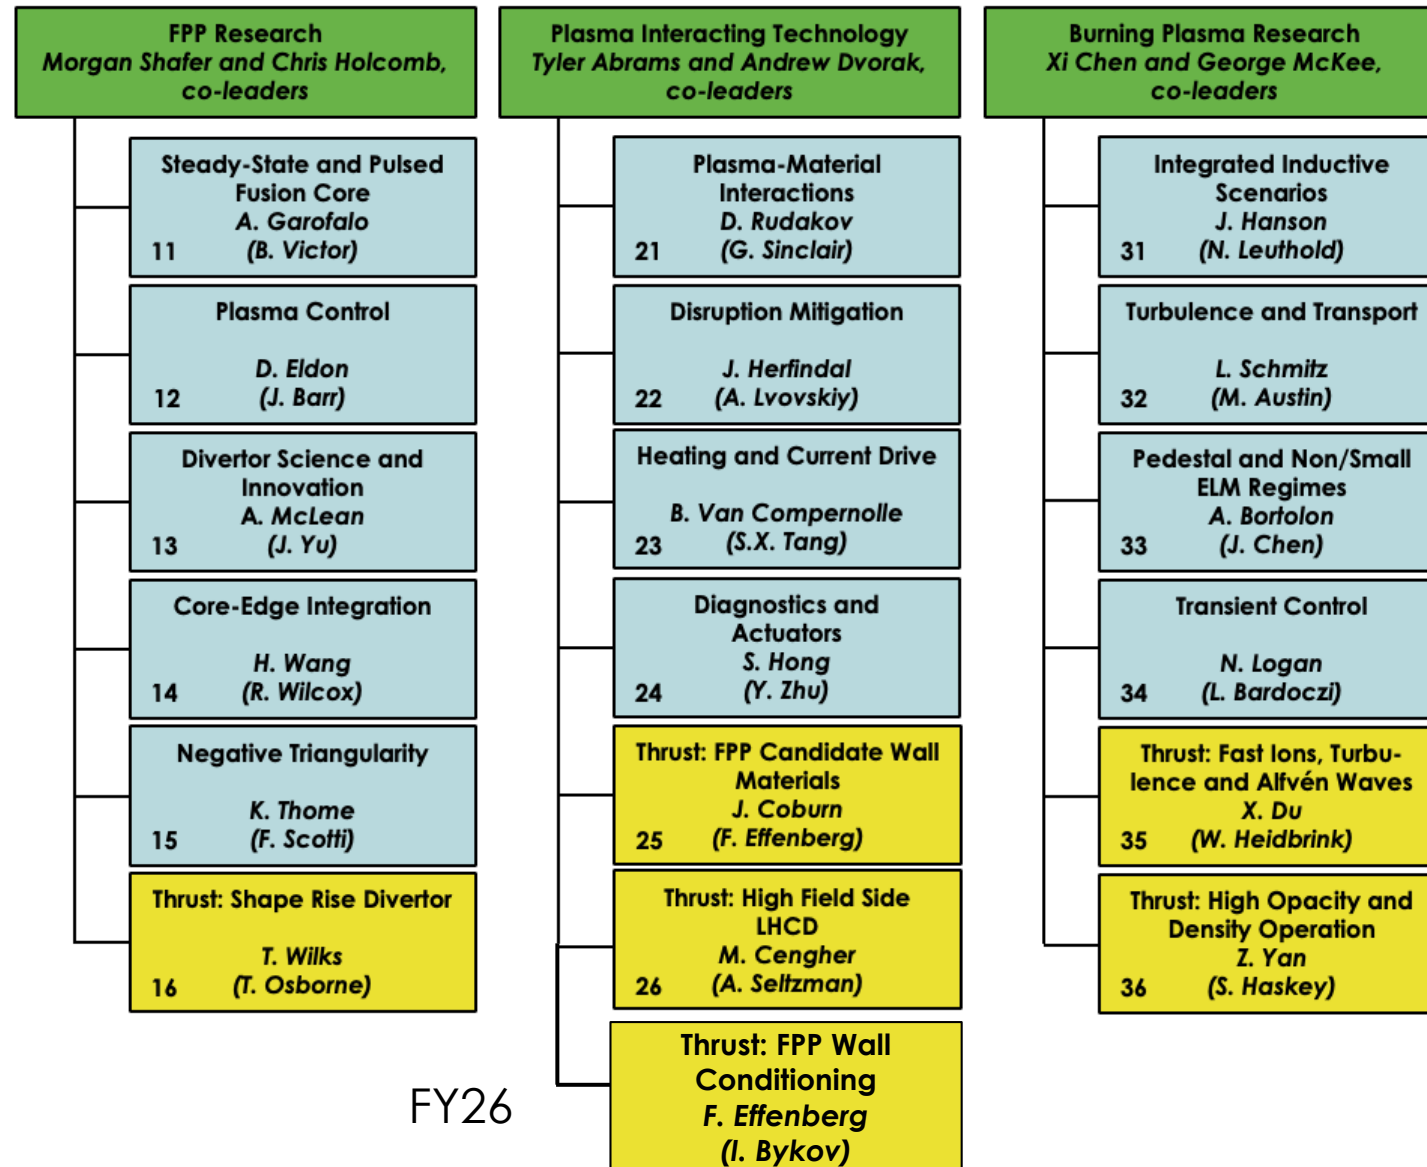 FPP Research
Morgan Shafer and Chris Holcomb,
co-leaders
Steady-State and Pulsed
Fusion Core
A. Garofalo
11 (B. Victor)
Plasma Control
D. Eldon
12 (J. Barr)
Divertor Science and
Innovation
A. McLean
13 (J. Yu)
Core-Edge Integration
H. Wang
14 (R. Wilcox)
Negative Triangularity
K. Thome
15 (F. Scotti)
Thrust: Shape Rise Divertor
T. Wilks
16 (T. Osborne)
Plasma Interacting Technology
Tyler Abrams and Andrew Dvorak,
co-leaders
Plasma-Material
Interactions
D. Rudakov
21 (G. Sinclair)
Disruption Mitigation
J. Herfindal
22 (A. Lvovskiy)
Heating and Current Drive
B. Van Compernolle
23 (S.X. Tang)
Diagnostics and
Actuators
S. Hong
24 (Y. Zhu)
Thrust: FPP Candidate Wall
Materials
J. Coburn
25 (F. Effenberg)
Thrust: High Field Side
LHCD
M. Cengher
26 (A. Seltzman)
Thrust: FPP Wall
Conditioning
F. Effenberg
(I. Bykov)
Burning Plasma Research
Xi Chen and George McKee,
co-leaders
Integrated Inductive
Scenarios
J. Hanson
31 (N. Leuthold)
Turbulence and Transport
L. Schmitz
32 (M. Austin)
Pedestal and Non/Small
ELM Regimes
A. Bortolon
33 (J. Chen)
Transient Control
N. Logan
34 (L. Bardoczi)
Thrust: Fast Ions, Turbu-
lence and Alfvén Waves
X. Du
35 (W. Heidbrink)
Thrust: High Opacity and
Density Operation
Z. Yan
36 (S. Haskey)
FY26